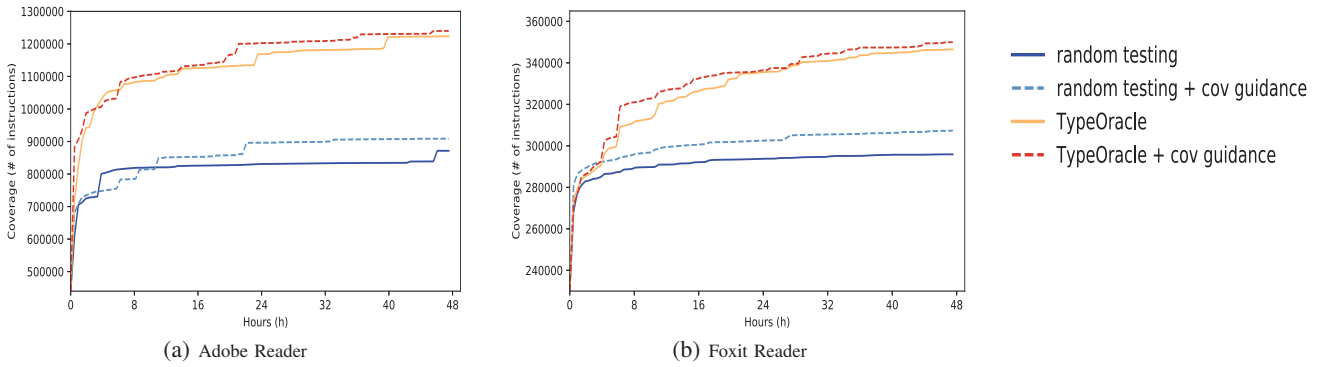 1300000
1200000
1100000
1000000
900000
800000
700000
600000
500000
Coverage (# of instructions)
0 8 16 24 32 40 48
Hours (h)
(a) Adobe Reader
360000
340000
320000
300000
280000
260000
240000
Coverage (# of instructions)
0 8 16 24 32 40 48
Hours (h)
(b) Foxit Reader
random testing
random testing + cov guidance
TypeOracle
TypeOracle + cov guidance